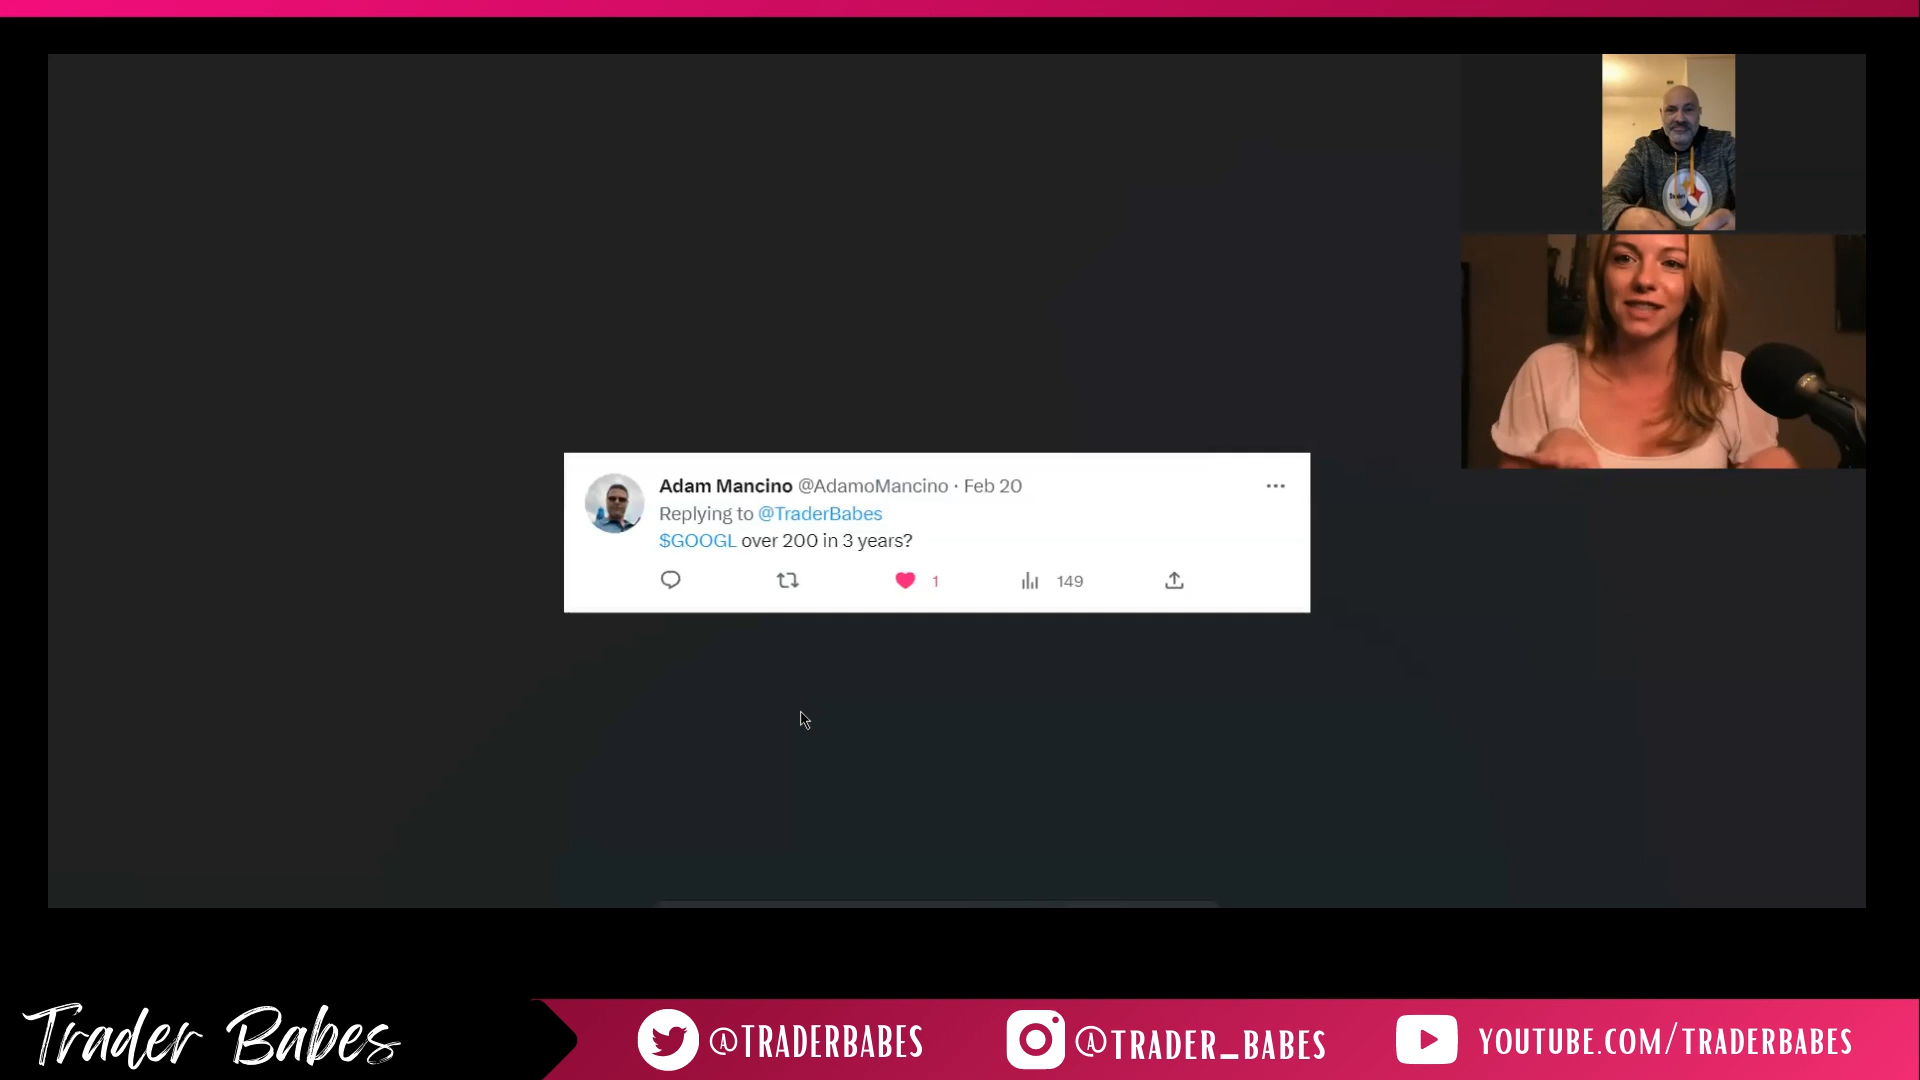 Adam Mancino @AdamoMancino · Feb 20
Replying to @TraderBabes
$GOOGL over 200 in 3 years?
1 149
Trader Babes
@TRADERBABES
@TRADER_BABES
YOUTUBE.COM/TRADERBABES